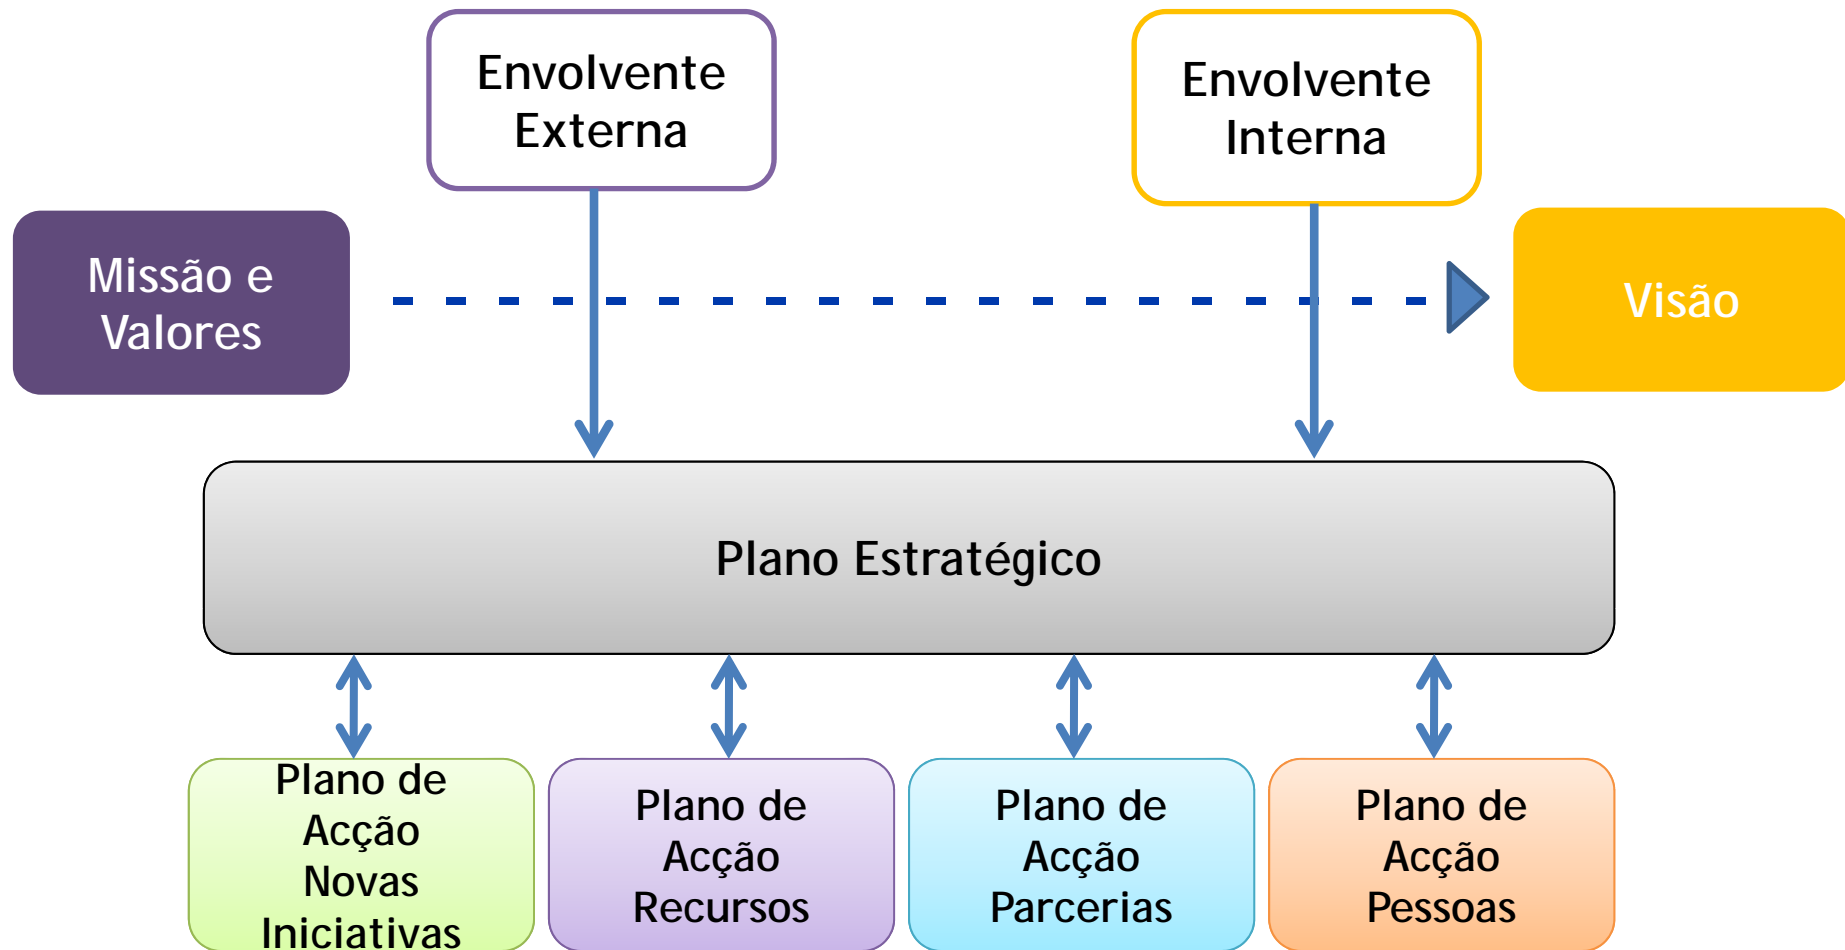 Envolvente
Externa
Envolvente
Interna
Missão e
Valores
Visão
Plano Estratégico
Plano de
Acção
Novas
Iniciativas
Plano de
Acção
Recursos
Plano de
Acção
Parcerias
Plano de
Acção
Pessoas